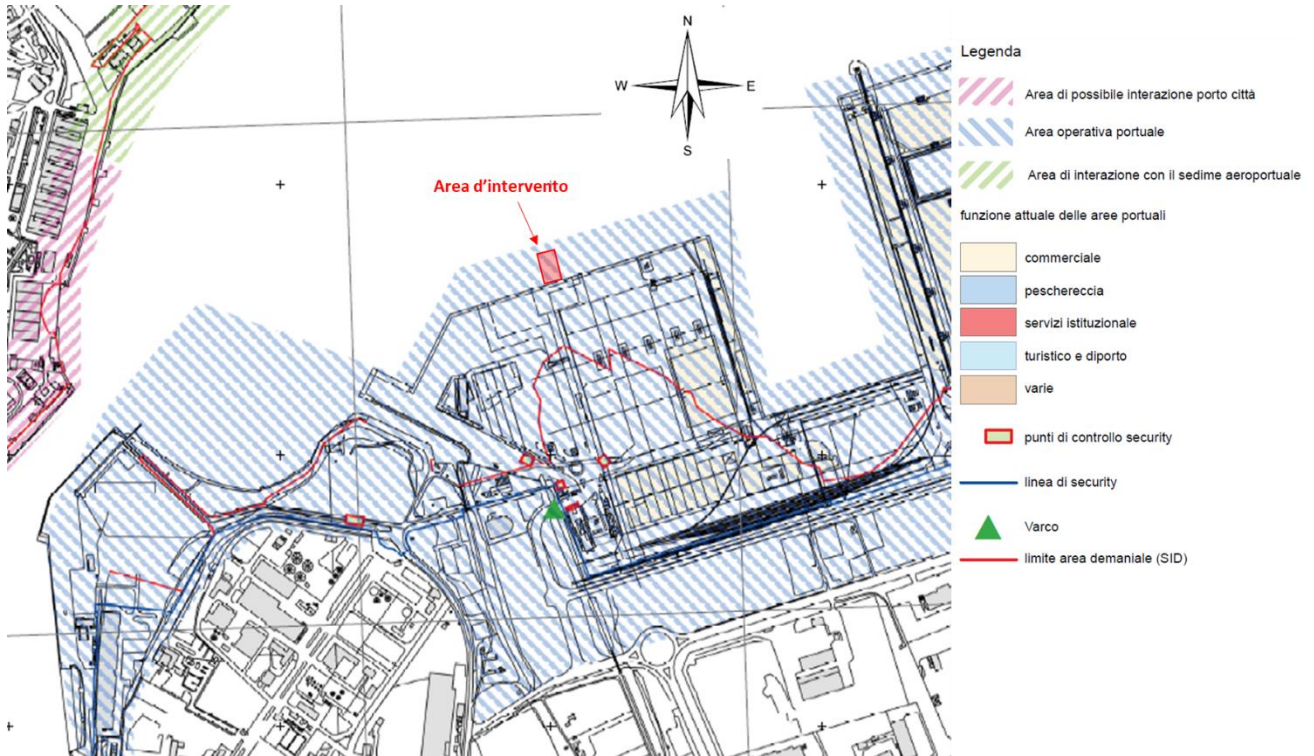 N
W
E
S
Area d'intervento
Legenda
Area di possibile interazione porto città
Area operativa portuale
Area di interazione con il sedime aeroportuale
funzione attuale delle aree portuali
commerciale
peschereccia
servizi istituzionale
turistico e diporto
varie
punti di controllo security
linea di security
Varco
limite area demaniale (SID)